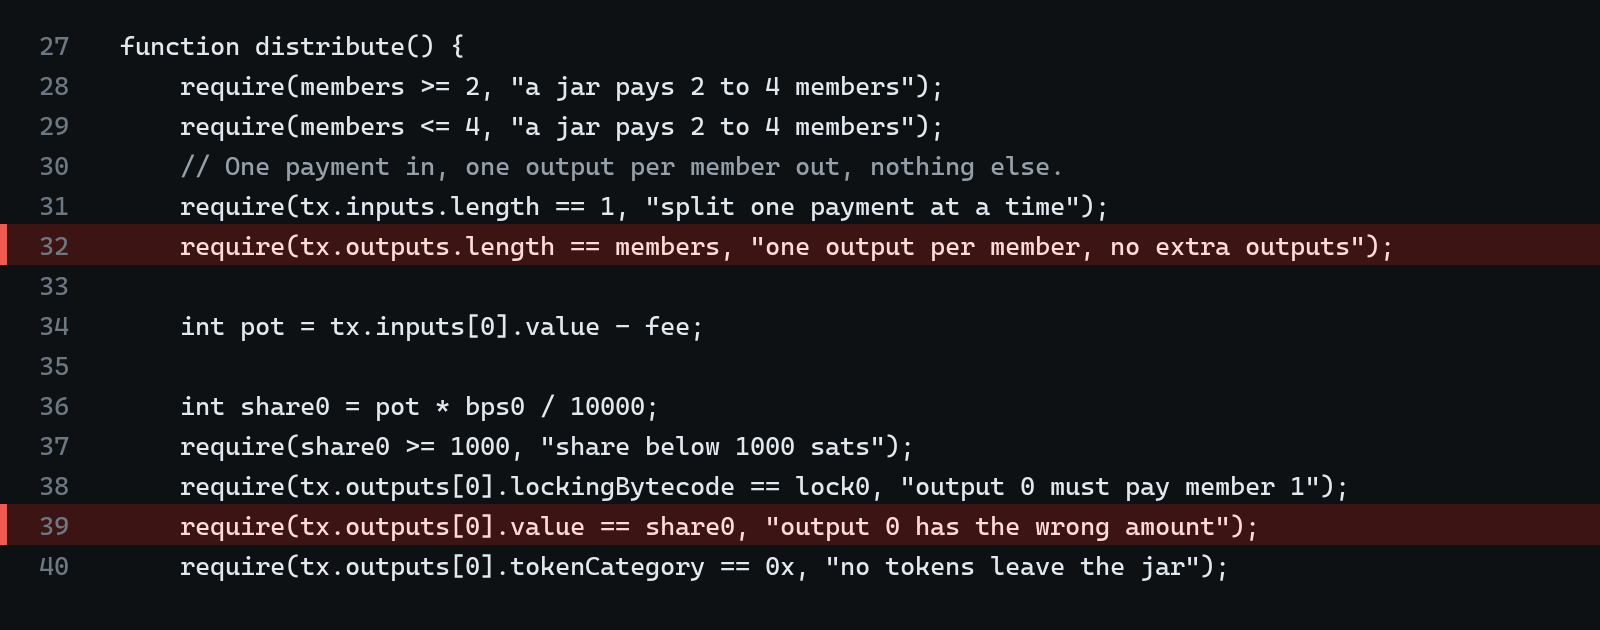 27 function distribute() {
28 require(members >= 2, "a jar pays 2 to 4 members");
29 require(members <= 4, "a jar pays 2 to 4 members");
30 // One payment in, one output per member out, nothing else.
31 require(tx.inputs.length == 1, "split one payment at a time");
32 require(tx.outputs.length == members, "one output per member, no extra outputs");
33
34 int pot = tx.inputs[0].value - fee;
35
36 int share0 = pot * bps0 / 10000;
37 require(share0 >= 1000, "share below 1000 sats");
38 require(tx.outputs[0].lockingBytecode == lock0, "output 0 must pay member 1");
39 require(tx.outputs[0].value == share0, "output 0 has the wrong amount");
40 require(tx.outputs[0].tokenCategory == 0x, "no tokens leave the jar");